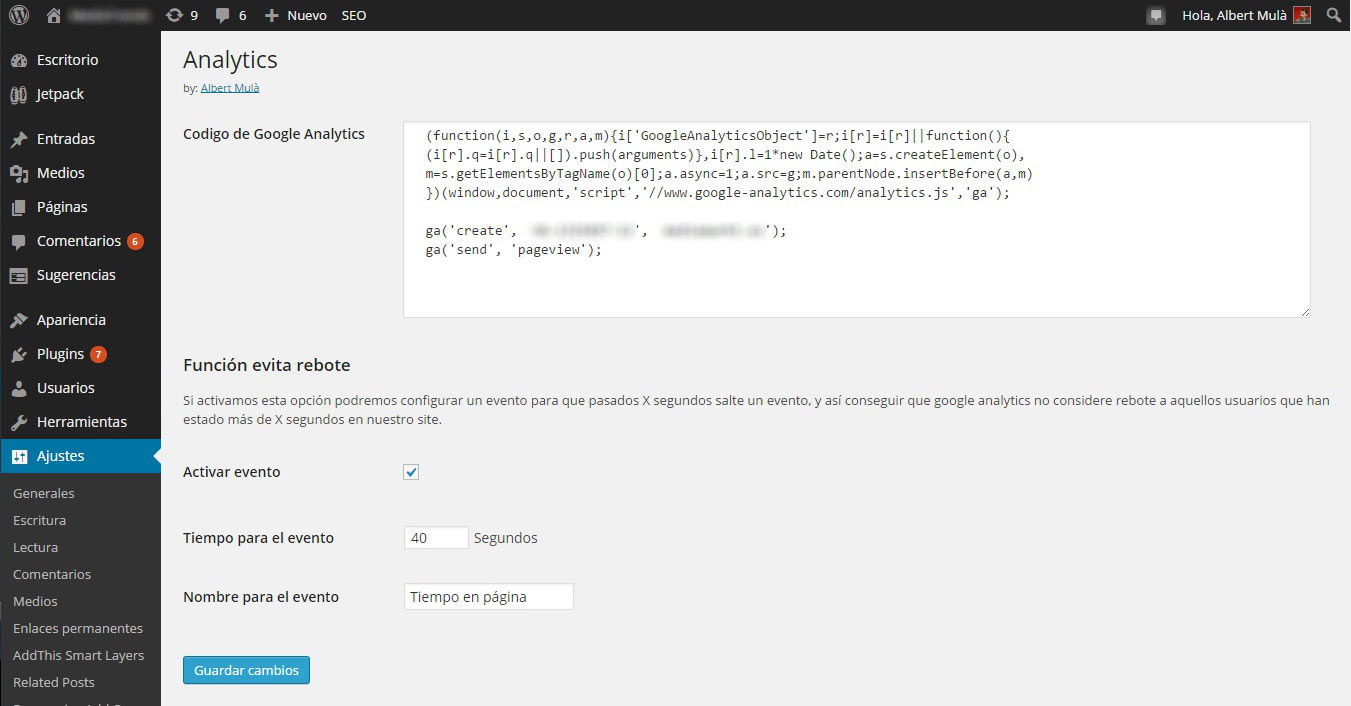 9 6 Nuevo SEO Hola, Albert Mulà
Escritorio
Jetpack
Entradas
Medios
Páginas
Comentarios 6
Sugerencias
Apariencia
Plugins 7
Usuarios
Herramientas
Ajustes
Generales
Escritura
Lectura
Comentarios
Medios
Enlaces permanentes
AddThis Smart Layers
Related Posts
Analytics
by: Albert Mulà
Codigo de Google Analytics
(function(i,s,o,g,r,a,m){i['GoogleAnalyticsObject']=r;i[r]=i[r]||function(){
(i[r].q=i[r].q||[]).push(arguments)},i[r].l=1*new Date();a=s.createElement(o),
m=s.getElementsByTagName(o)[0];a.async=1;a.src=g;m.parentNode.insertBefore(a,m)
})(window,document,'script','//www.google-analytics.com/analytics.js','ga');
ga('create', ', ');
ga('send', 'pageview');
Función evita rebote
Si activamos esta opción podremos configurar un evento para que pasados X segundos salte un evento, y así conseguir que google analytics no considere rebote a aquellos usuarios que han
estado más de X segundos en nuestro site.
Activar evento
Tiempo para el evento 40 Segundos
Nombre para el evento Tiempo en página
Guardar cambios